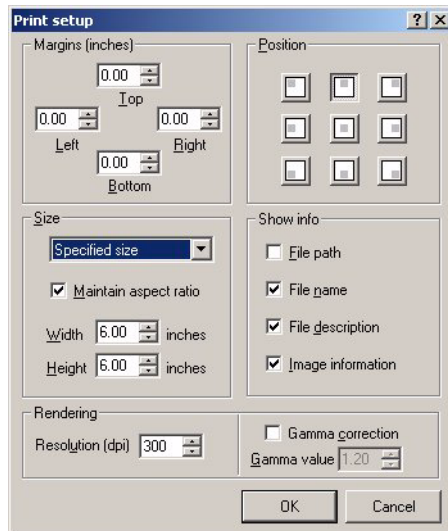 Print setup
Margins (inches)
0.00
Top
0.00
Left
0.00
Right
0.00
Bottom
Position
Size
Specified size
Maintain aspect ratio
Width 6.00 inches
Height 6.00 inches
Show info
File path
File name
File description
Image information
Rendering
Resolution (dpi) 300
Gamma correction
Gamma value 1.20
OK
Cancel